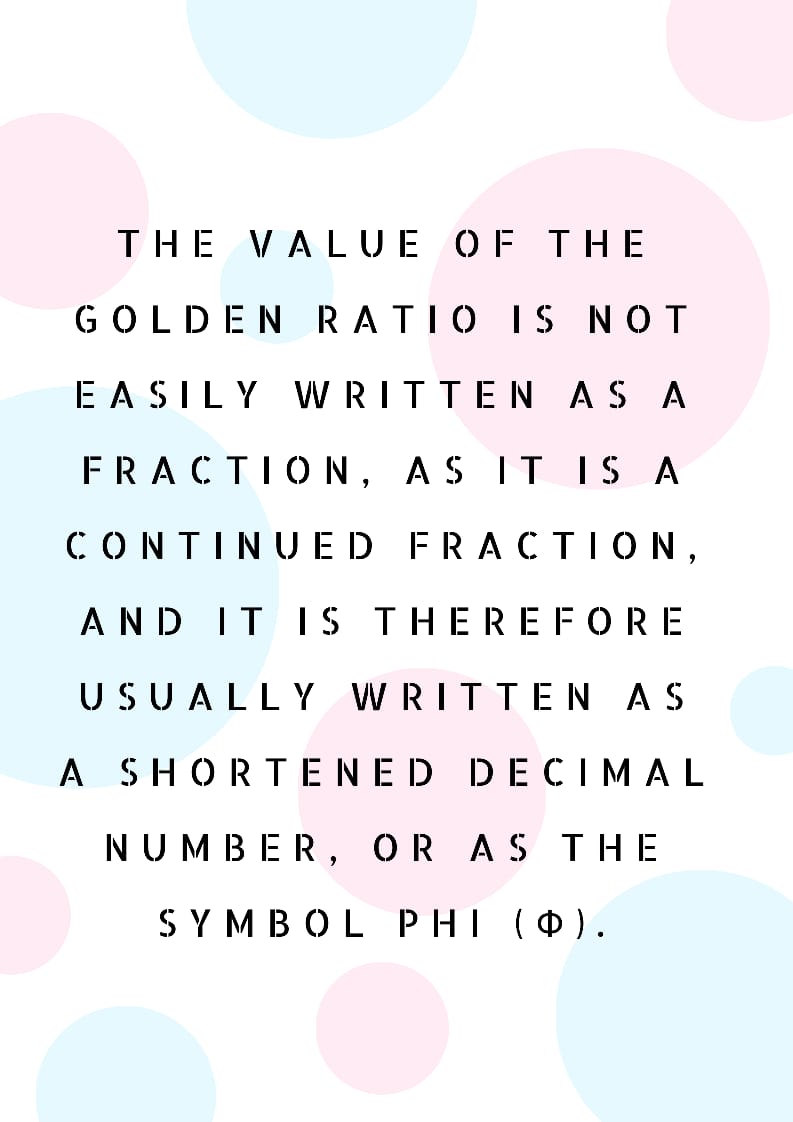 THE VALUE OF THE
GOLDEN RATIO IS NOT
EASILY WRITTEN AS A
FRACTION, AS IT IS A
CONTINUED FRACTION,
AND IT IS THEREFORE
USUALLY WRITTEN AS
A SHORTENED DECIMAL
NUMBER, OR AS THE
SYMBOL PHI (Φ).